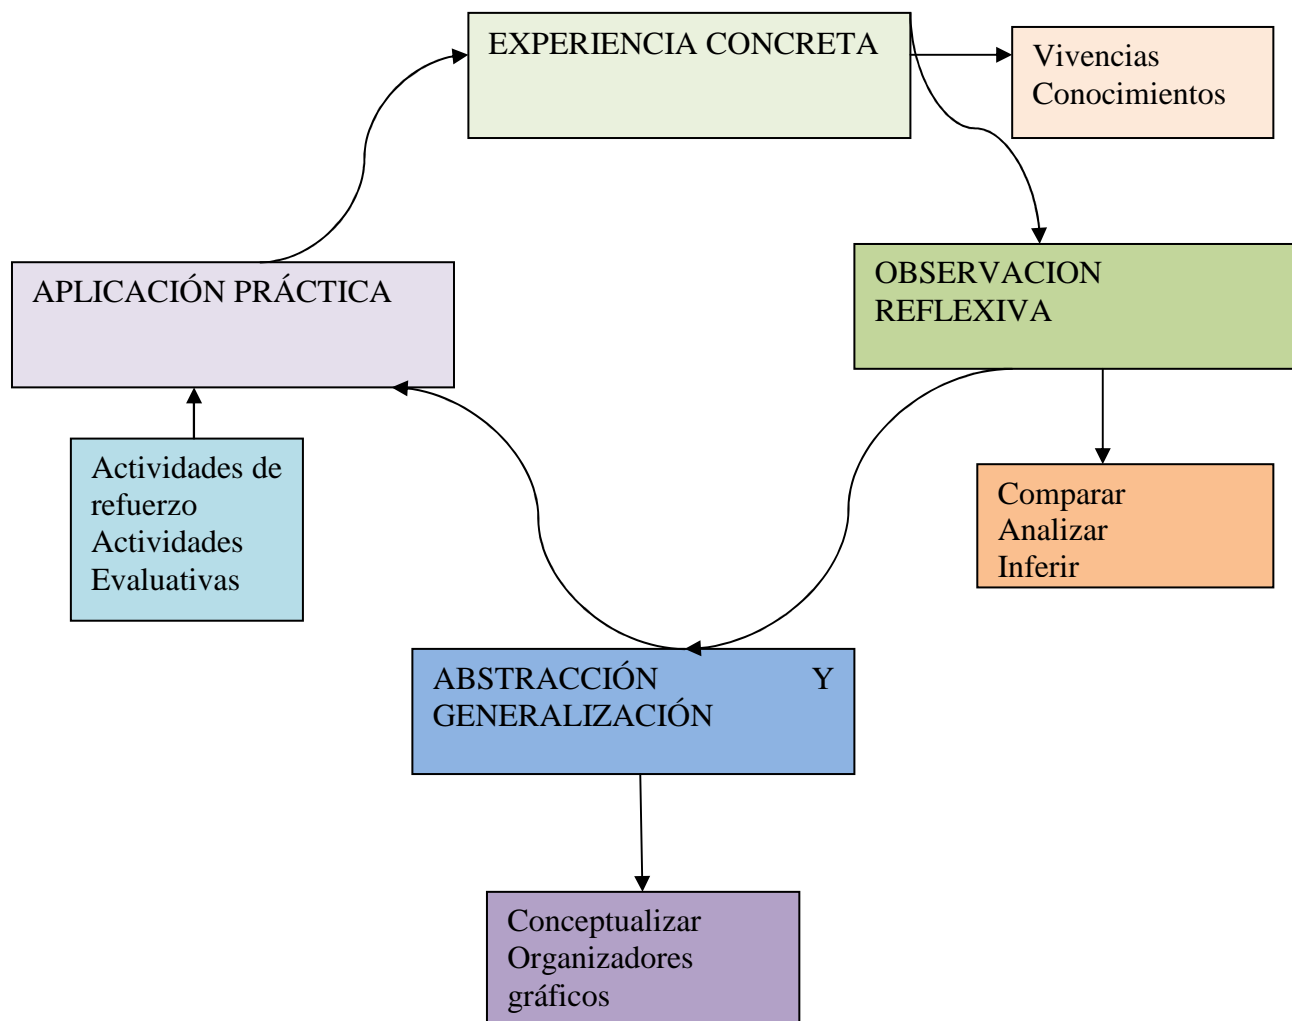 EXPERIENCIA CONCRETA
Vivencias
Conocimientos
OBSERVACION
REFLEXIVA
APLICACIÓN PRÁCTICA
Actividades de
refuerzo
Actividades
Evaluativas
Comparar
Analizar
Inferir
ABSTRACCIÓN Y
GENERALIZACIÓN
Conceptualizar
Organizadores
gráficos